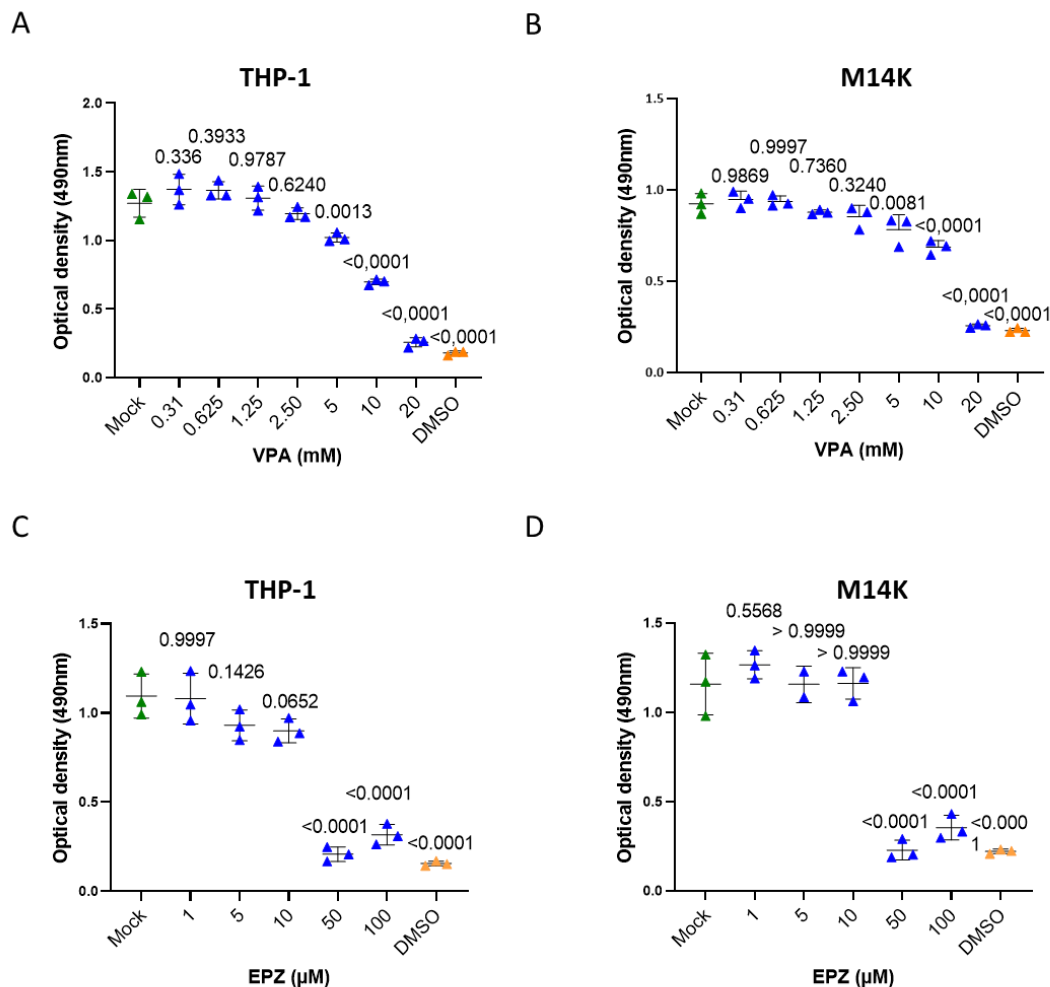 A
THP-1
Optical density (490nm)
2.0
1.5
1.0
0.5
0.0
0.336
0.3933
0.9787
0.6240
0.0013
<0,0001
<0,0001
<0,0001
Mock
0.31
0.625
1.25
2.50
5
10
20
DMSO
VPA (mM)
B
M14K
Optical density (490nm)
1.5
1.0
0.5
0.0
0.9869
0.9997
0.7360
0.3240
0.0081
<0,0001
<0,0001
<0,0001
Mock
0.31
0.625
1.25
2.50
5
10
20
DMSO
VPA (mM)
C
THP-1
Optical density (490nm)
1.5
1.0
0.5
0.0
0.9997
0.1426
0.0652
<0.0001
<0.0001
<0.0001
Mock
1
5
10
50
100
DMSO
EPZ (µM)
D
M14K
Optical density (490nm)
1.5
1.0
0.5
0.0
0.5568
> 0.9999
> 0.9999
<0.0001
<0.0001
<0.000
1
Mock
1
5
10
50
100
DMSO
EPZ (µM)